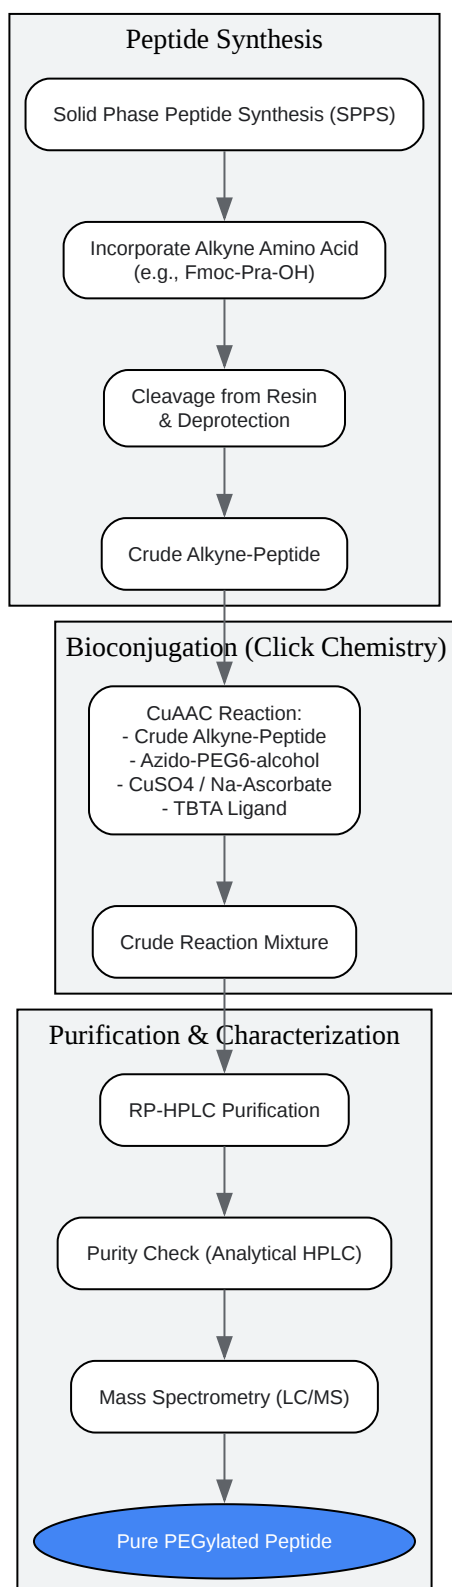 Peptide Synthesis
Solid Phase Peptide Synthesis (SPPS)
Incorporate Alkyne Amino Acid
(e.g., Fmoc-Pra-OH)
Cleavage from Resin
& Deprotection
Crude Alkyne-Peptide
Bioconjugation (Click Chemistry)
CuAAC Reaction:
- Crude Alkyne-Peptide
- Azido-PEG6-alcohol
- CuSO4 / Na-Ascorbate
- TBTA Ligand
Crude Reaction Mixture
Purification & Characterization
RP-HPLC Purification
Purity Check (Analytical HPLC)
Mass Spectrometry (LC/MS)
Pure PEGylated Peptide